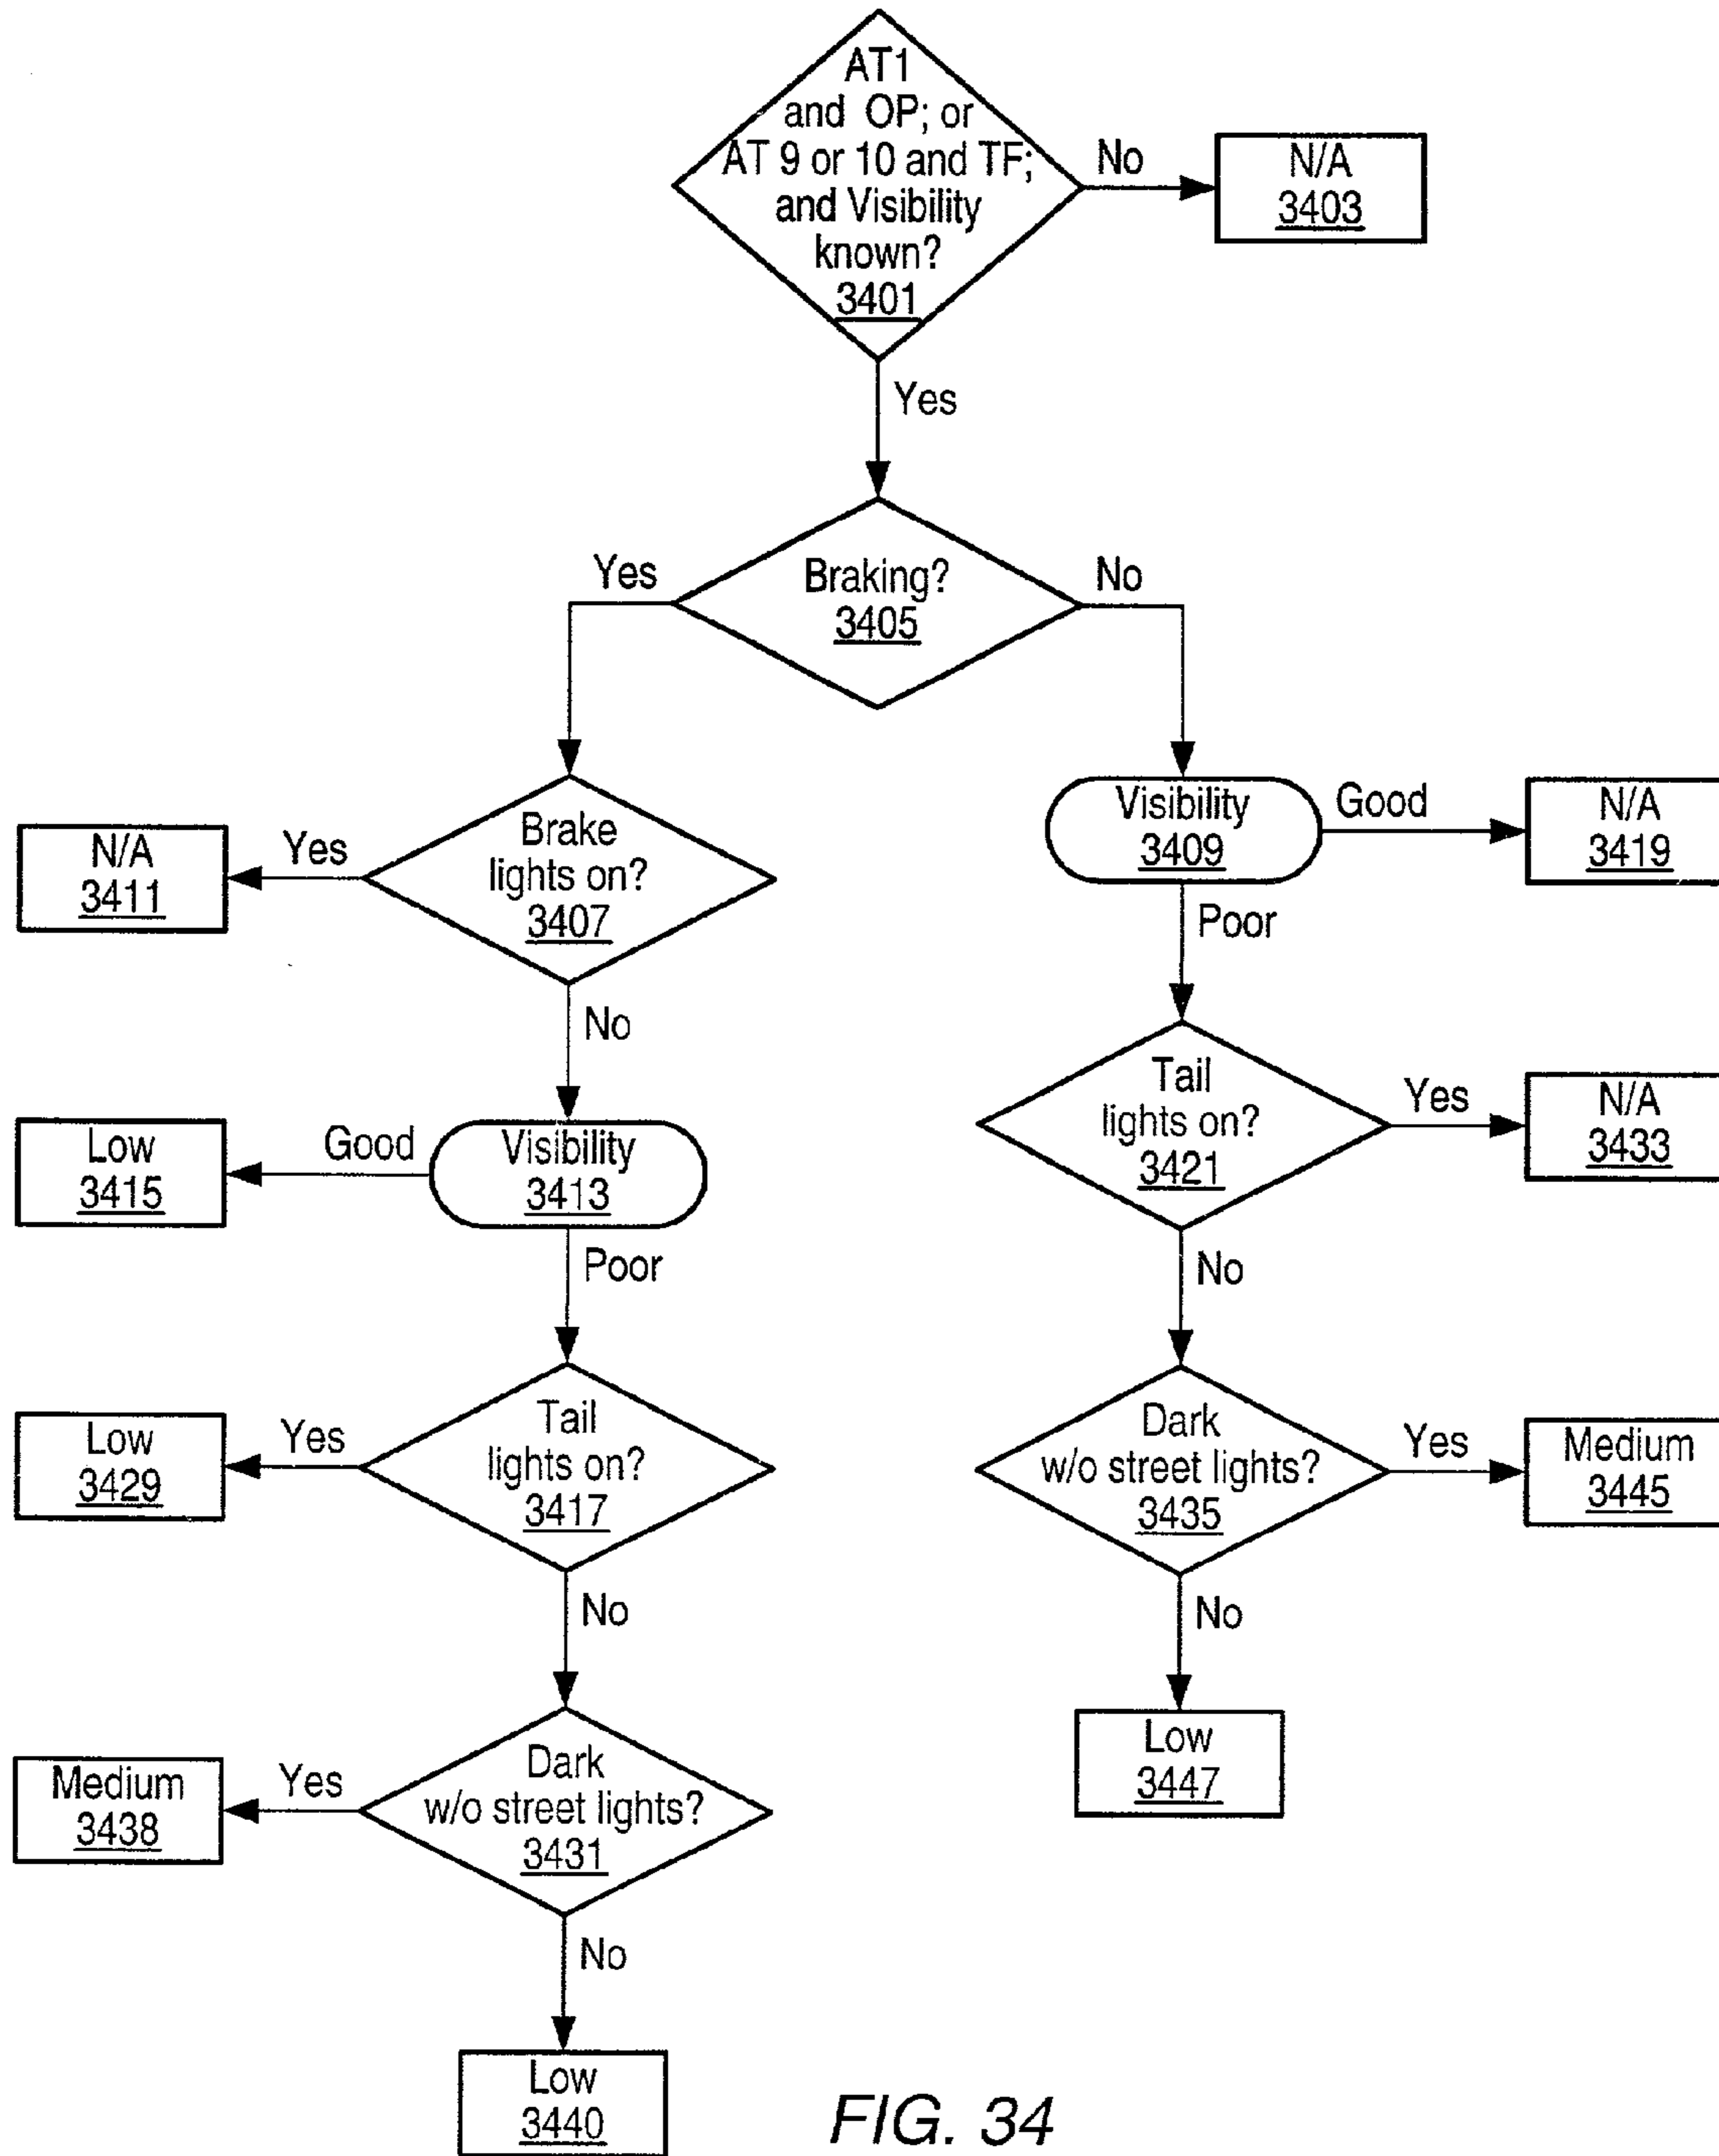 AT1
and OP; or
AT 9 or 10 and TF;
and Visibility
known?
3401
No
N/A
3403
Yes
Braking?
3405
Yes
No
Brake
lights on?
3407
Yes
N/A
3411
No
Visibility
3409
Good
N/A
3419
Poor
Visibility
3413
Good
Low
3415
Poor
Tail
lights on?
3421
Yes
N/A
3433
No
Tail
lights on?
3417
Yes
Low
3429
No
Dark
w/o street lights?
3435
Yes
Medium
3445
No
Low
3447
Dark
w/o street lights?
3431
Yes
Medium
3438
No
Low
3440
FIG. 34